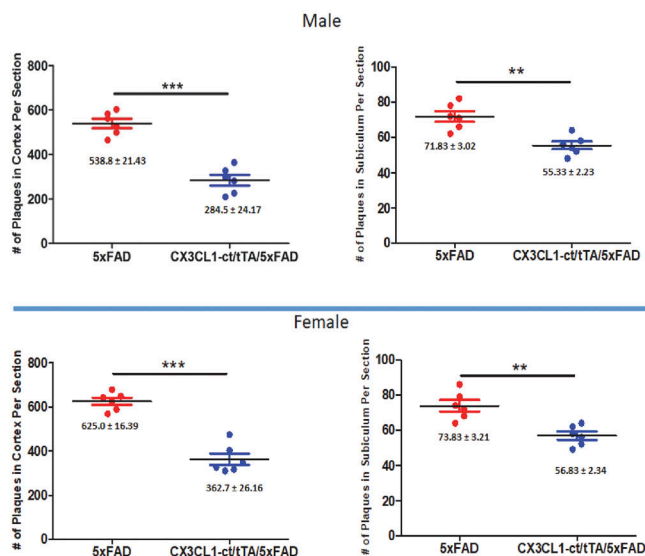 Male
# of Plaques in Cortex Per Section
800
600
400
200
0
***
538.8 ± 21.43
284.5 ± 24.17
5xFAD
CX3CL1-ct/tTA/5xFAD
# of Plaques in Subiculum Per Section
100
80
60
40
20
0
**
71.83 ± 3.02
55.33 ± 2.23
5xFAD
CX3CL1-ct/tTA/5xFAD
Female
# of Plaques in Cortex Per Section
800
600
400
200
0
***
625.0 ± 16.39
362.7 ± 26.16
5xFAD
CX3CL1-ct/tTA/5xFAD
# of Plaques in Subiculum Per Section
100
80
60
40
20
0
**
73.83 ± 3.21
56.83 ± 2.34
5xFAD
CX3CL1-ct/tTA/5xFAD